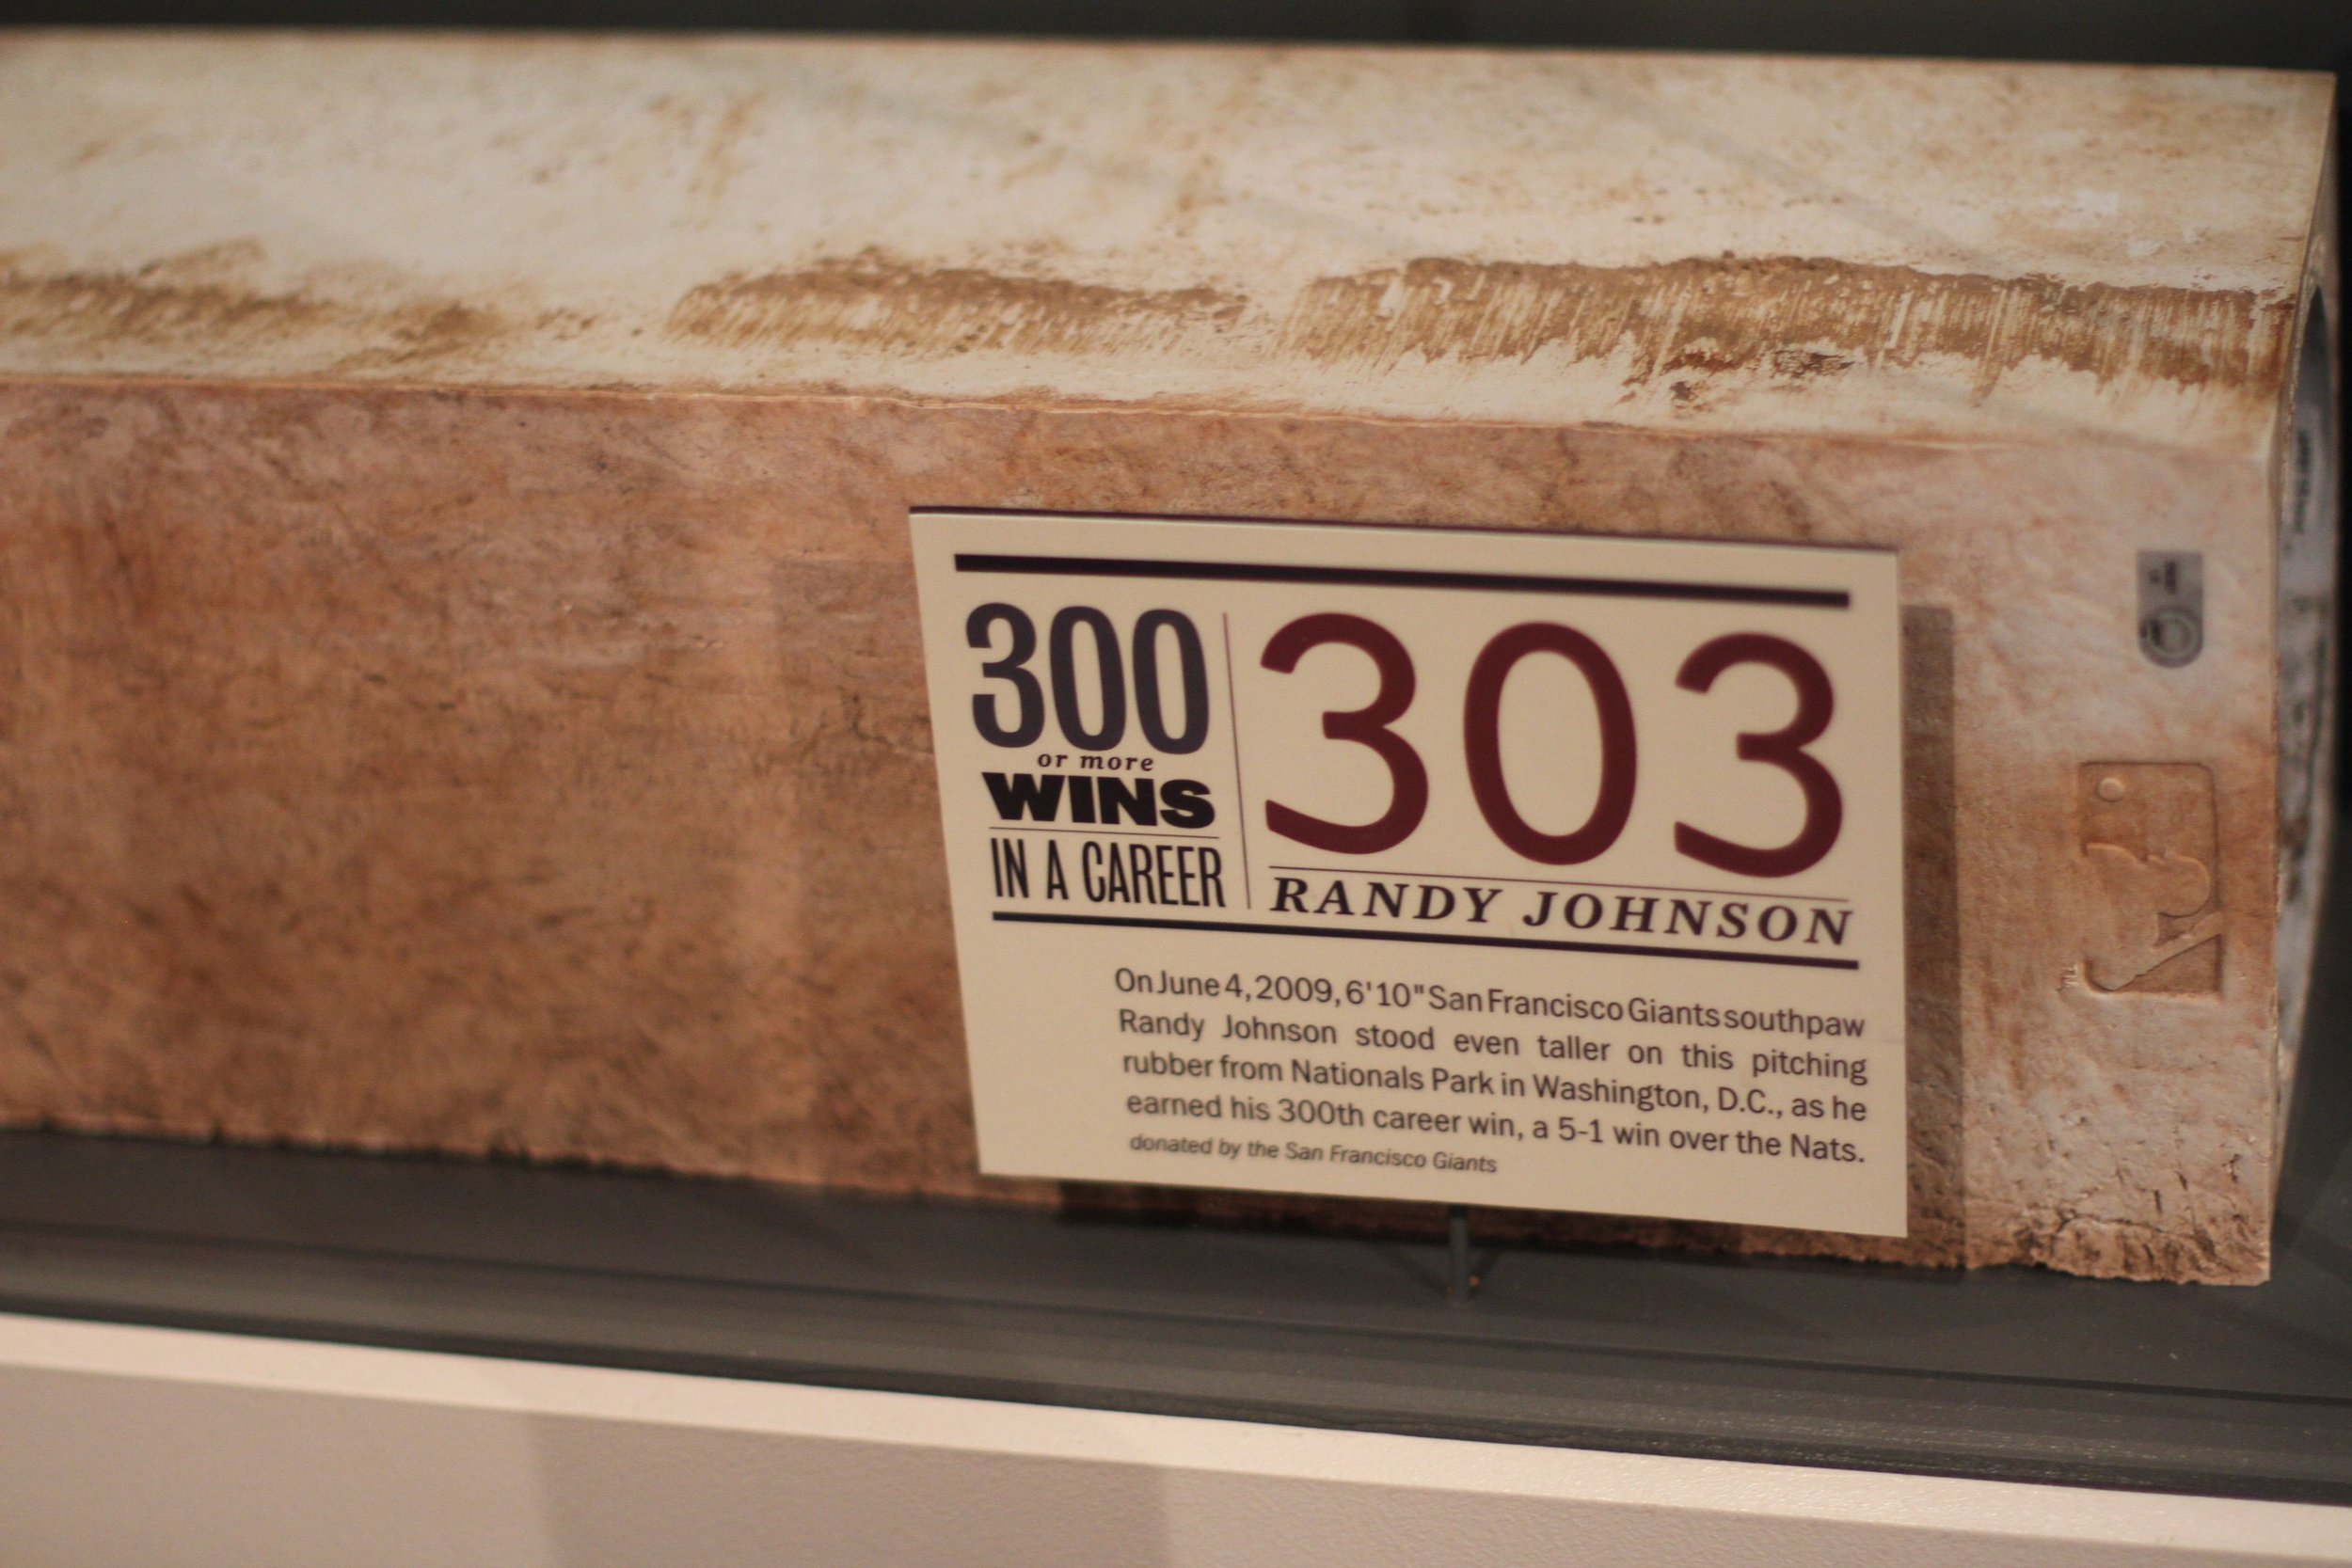 300
or more
WINS
IN A CAREER
303
RANDY JOHNSON
On June 4, 2009, 6'10" San Francisco Giants southpaw
Randy Johnson stood even taller on this pitching
rubber from Nationals Park in Washington, D.C., as he
earned his 300th career win, a 5-1 win over the Nats.
donated by the San Francisco Giants